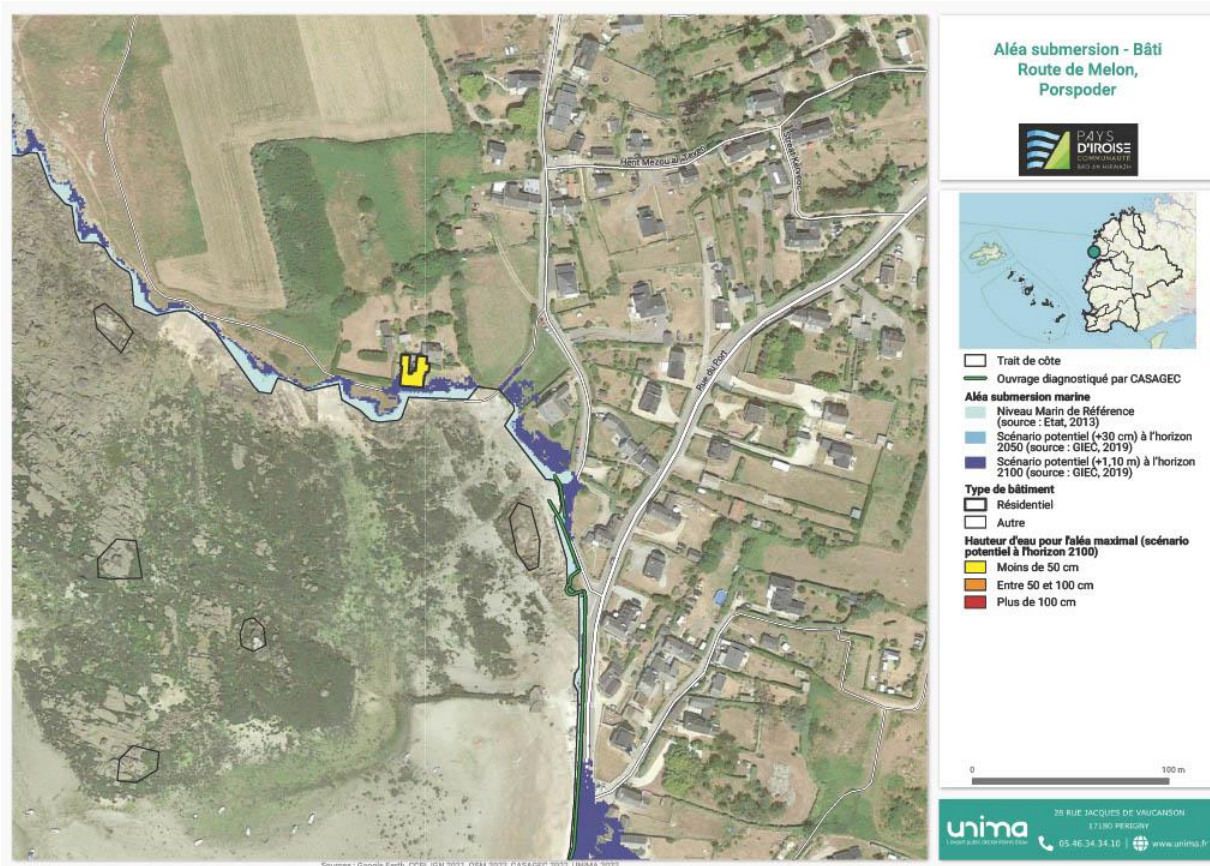 Aléa submersion - Bâti
Route de Melon,
Porspoder
PAYS
D'IROISE
COMMUNAUTÉ
Trait de côte
Ouvrage diagnostiqué par CASAGEC
Aléa submersion marine
Niveau Marin de Référence
(source : Etat, 2013)
Scénario potentiel (+30 cm) à l'horizon
2050 (source : GIEC, 2019)
Scénario potentiel (+1,10 m) à l'horizon
2100 (source : GIEC, 2019)
Type de bâtiment
Résidentiel
Autre
Hauteur d'eau pour l'aléa maximal (scénario
potentiel à l'horizon 2100)
Moins de 50 cm
Entre 50 et 100 cm
Plus de 100 cm
0 100 m
unima
28 RUE JACQUES DE VAUCANSON
17180 PERIGNY
05.46.34.34.10 | www.unima.fr
Hent Mezou
Rue du Port